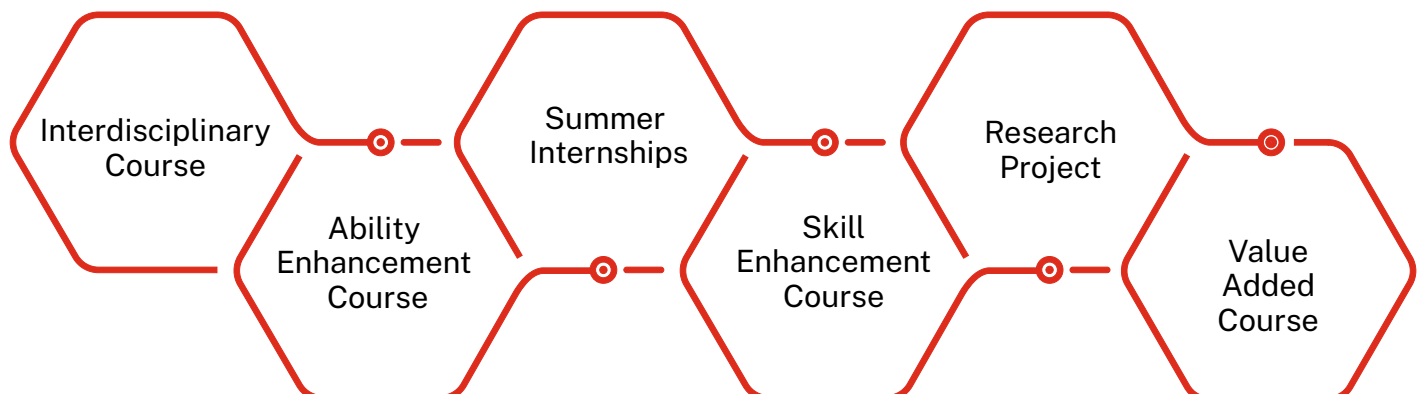 Interdisciplinary
Course
Ability
Enhancement
Course
Summer
Internships
Skill
Enhancement
Course
Research
Project
Value
Added
Course